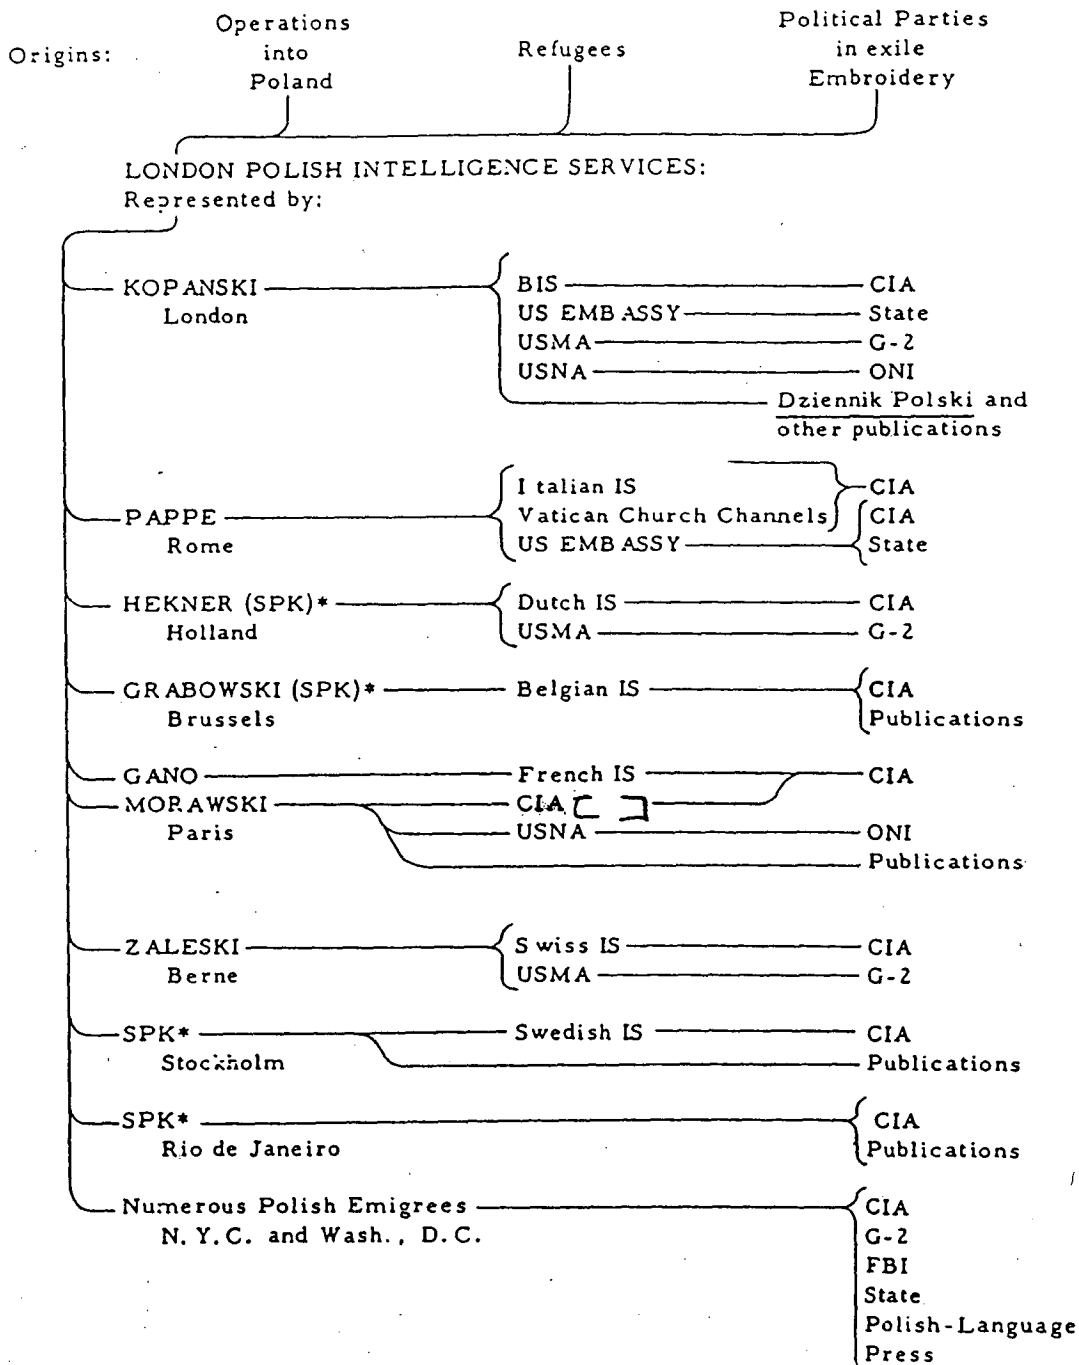 Origins: Operations into Poland Refugees Political Parties in exile Embroidery
LONDON POLISH INTELLIGENCE SERVICES:
Represented by:
KOPANSKI BIS CIA
London US EMBASSY State
USMA G-2
USNA ONI
Dziennik Polski and
other publications
Italian IS CIA
PAPPE Vatican Church Channels CIA
Rome US EMBASSY State
HEKNER (SPK)* Dutch IS CIA
Holland USMA G-2
GRABOWSKI (SPK)* Belgian IS CIA
Brussels Publications
GANO French IS CIA
MORAWSKI CIA [ ]
Paris USNA ONI
Publications
ZALESKI Swiss IS CIA
Berne USMA G-2
SPK* Swedish IS CIA
Stockholm Publications
SPK* CIA
Rio de Janeiro Publications
Numerous Polish Emigrees CIA
N.Y.C. and Wash., D.C. G-2
FBI
State
Polish-Language
Press